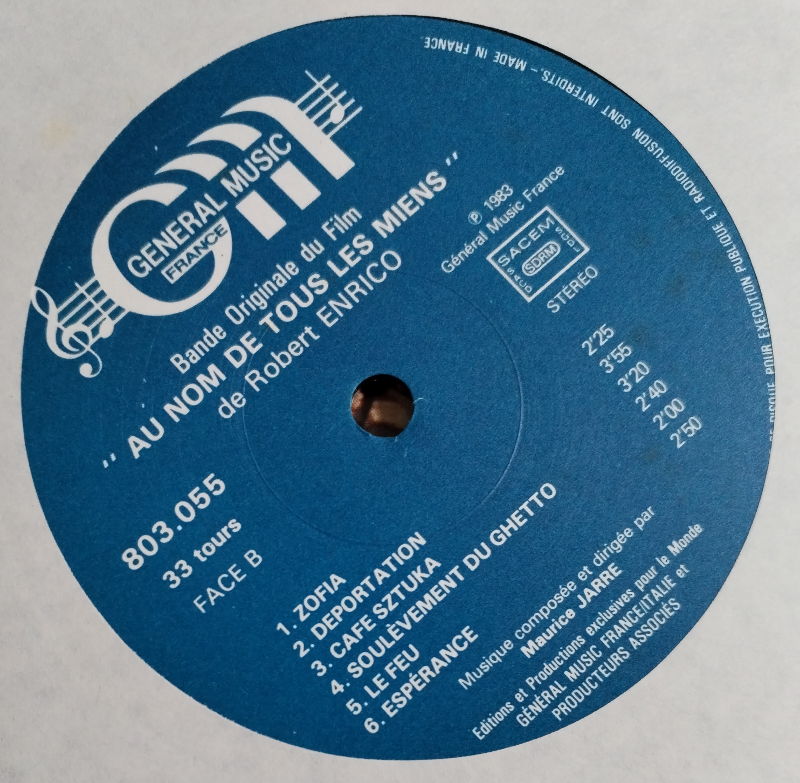 GENERAL MUSIC
FRANCE
Bande Originale du Film
" AU NOM DE TOUS LES MIENS "
de Robert ENRICO
℗ 1983
Général Music France
SACEM
SDRM
STÉRÉO
803.055
33 tours
FACE B
1. ZOFIA 2'25
2. DEPORTATION 3'55
3. CAFE SZTUKA 3'20
4. SOULÈVEMENT DU GHETTO 2'40
5. LE FEU 2'00
6. ESPÉRANCE 2'50
Musique composée et dirigée par
Maurice JARRE
Editions et Productions exclusives pour le Monde
GÉNÉRAL MUSIC FRANCE/ITALIE et
PRODUCTEURS ASSOCIÉS
DISQUE POUR EXECUTION PUBLIQUE ET RADIODIFFUSION SONT INTERDITS. – MADE IN FRANCE.